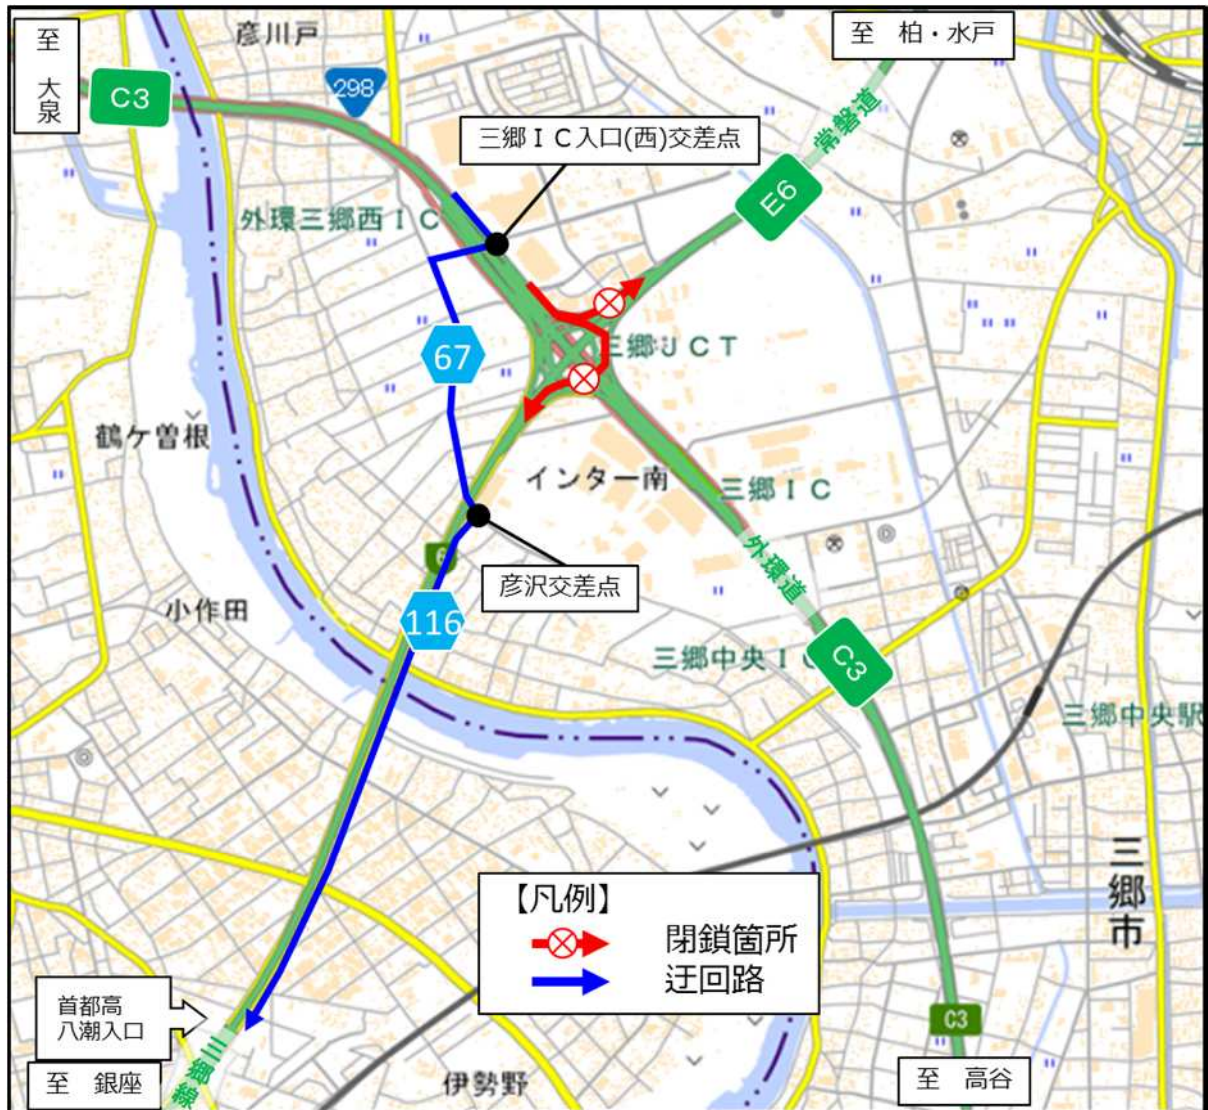 至
大泉
C3
彦川戸
298
至 柏・水戸
常磐道
E6
三郷IC入口(西)交差点
外環三郷西IC
67
三郷JCT
鶴ケ曽根
インター南
三郷IC
外環道
6
彦沢交差点
小作田
116
三郷中央I
C3
三郷中央駅
三郷市
【凡例】
閉鎖箇所
迂回路
首都高
八潮入口
三郷線
至 銀座
伊勢野
C3
至 高谷